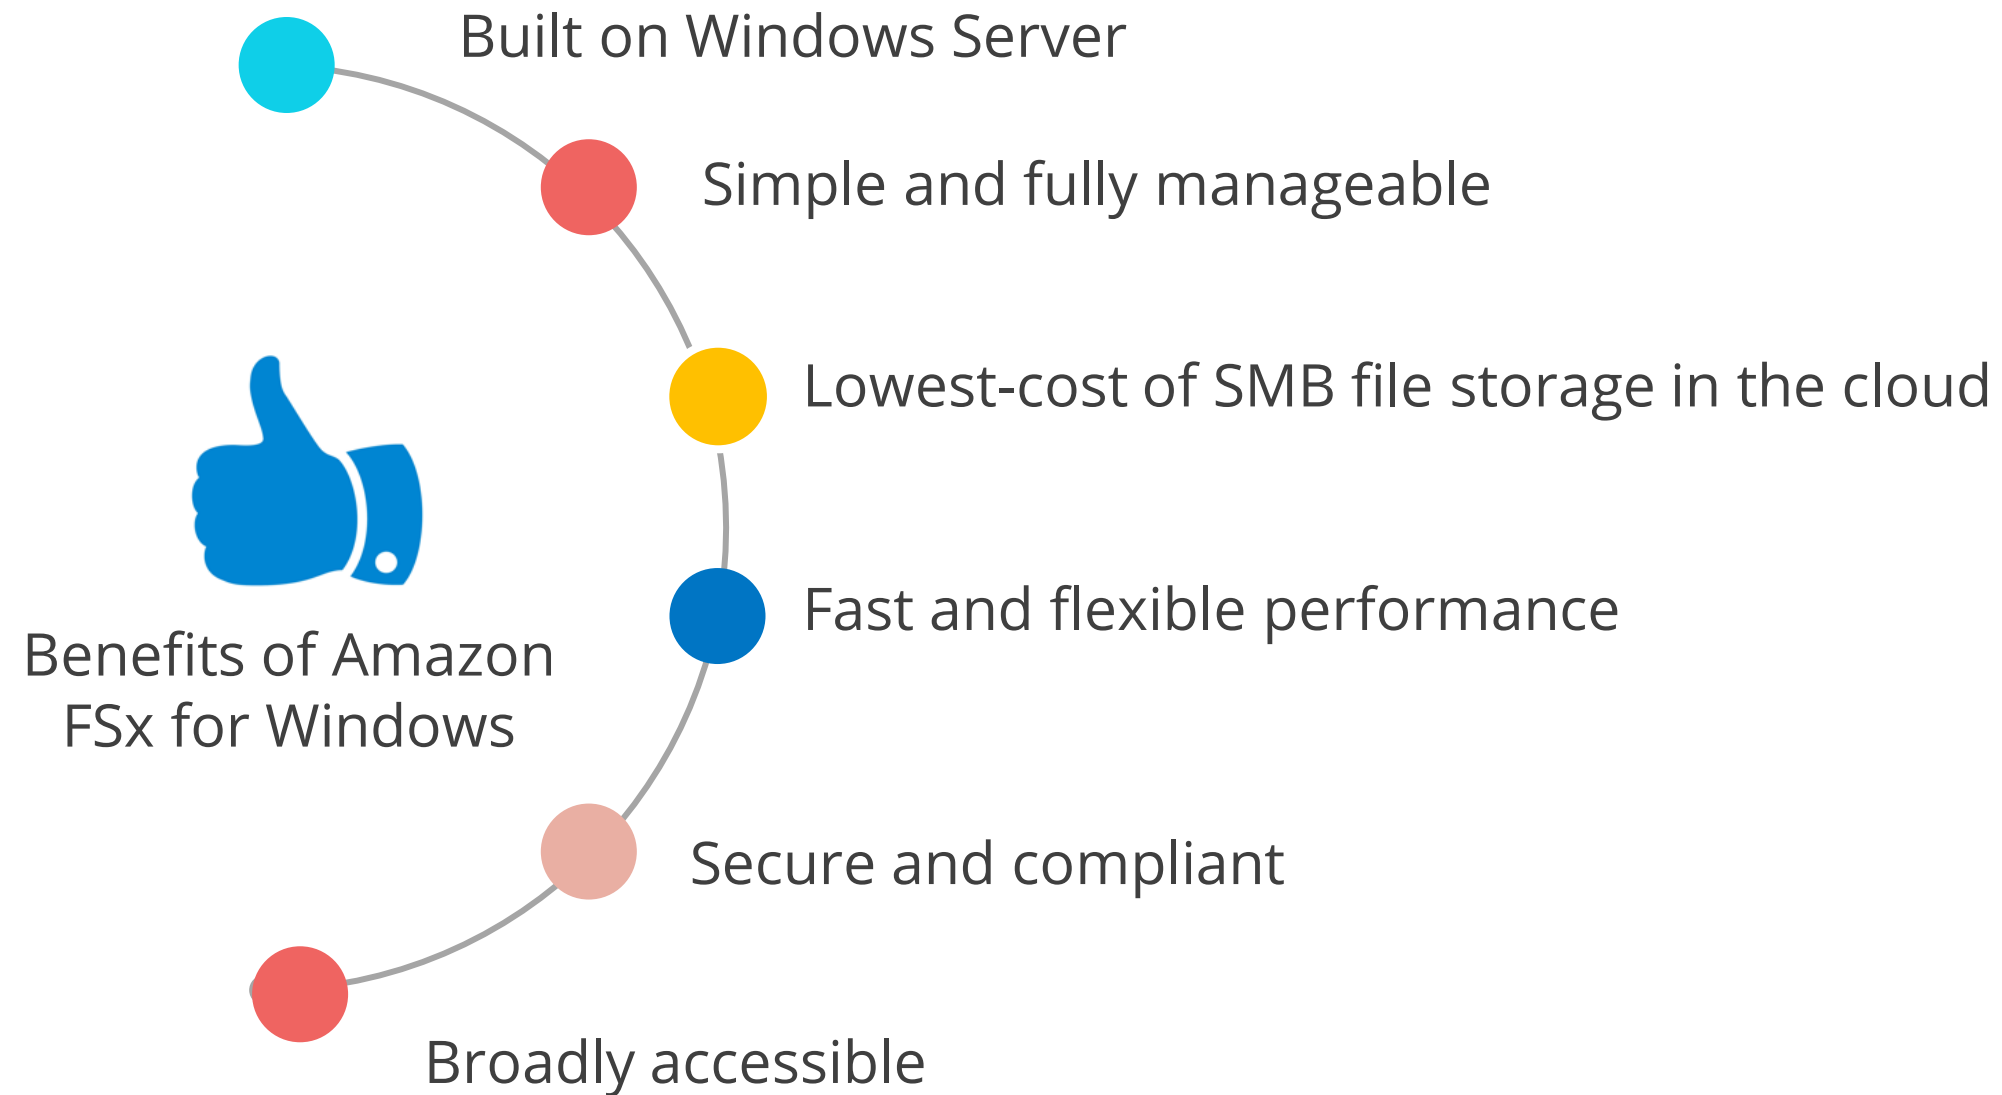 Built on Windows Server
Simple and fully manageable
Lowest-cost of SMB file storage in the cloud
Fast and flexible performance
Benefits of Amazon
FSx for Windows
Secure and compliant
Broadly accessible